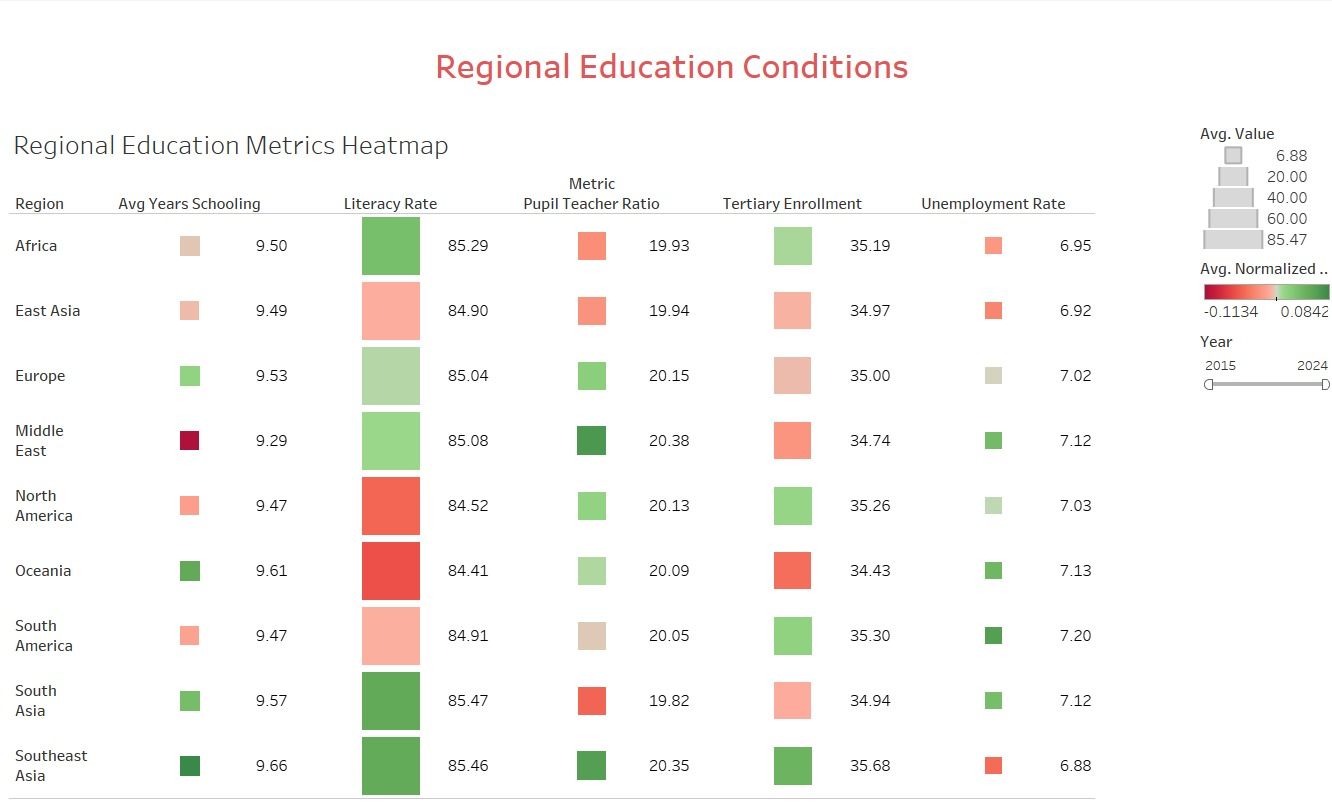 Regional Education Conditions
Regional Education Metrics Heatmap
Metric
Region Avg Years Schooling Literacy Rate Pupil Teacher Ratio Tertiary Enrollment Unemployment Rate
Africa 9.50 85.29 19.93 35.19 6.95
East Asia 9.49 84.90 19.94 34.97 6.92
Europe 9.53 85.04 20.15 35.00 7.02
Middle
East 9.29 85.08 20.38 34.74 7.12
North
America 9.47 84.52 20.13 35.26 7.03
Oceania 9.61 84.41 20.09 34.43 7.13
South
America 9.47 84.91 20.05 35.30 7.20
South
Asia 9.57 85.47 19.82 34.94 7.12
Southeast
Asia 9.66 85.46 20.35 35.68 6.88
Avg. Value
6.88
20.00
40.00
60.00
85.47
Avg. Normalized ..
-0.1134 0.0842
Year
2015 2024